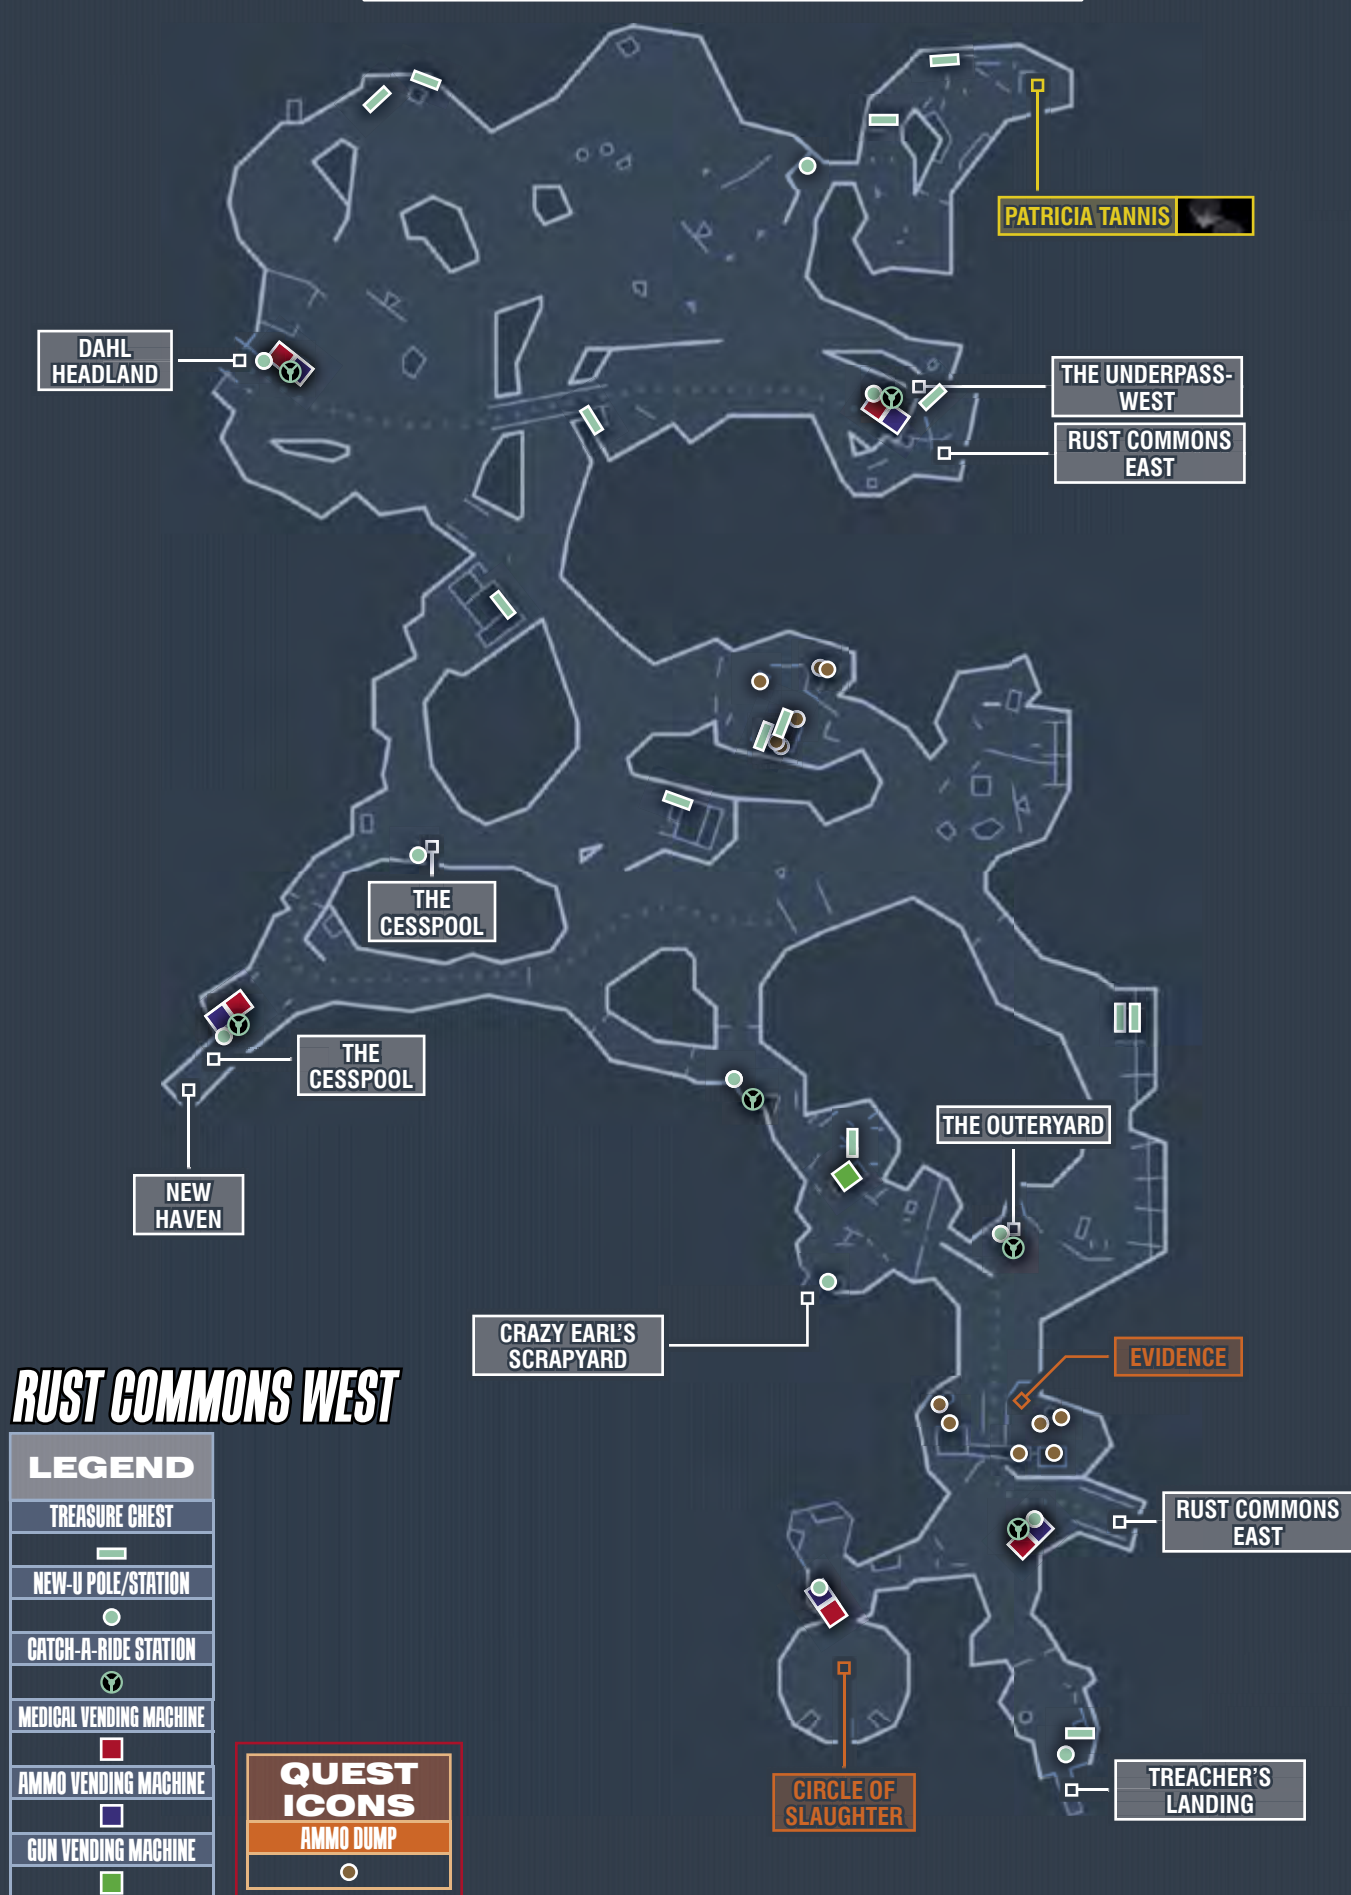 PATRICIA TANNIS
DAHL
HEADLAND
THE UNDERPASS-
WEST
RUST COMMONS
EAST
THE
CESSPOOL
THE
CESSPOOL
NEW
HAVEN
THE OUTERYARD
CRAZY EARL'S
SCRAPYARD
EVIDENCE
RUST COMMONS
EAST
CIRCLE OF
SLAUGHTER
TREACHER'S
LANDING
RUST COMMONS WEST
LEGEND
TREASURE CHEST
NEW-U POLE/STATION
CATCH-A-RIDE STATION
MEDICAL VENDING MACHINE
AMMO VENDING MACHINE
GUN VENDING MACHINE
QUEST
ICONS
AMMO DUMP